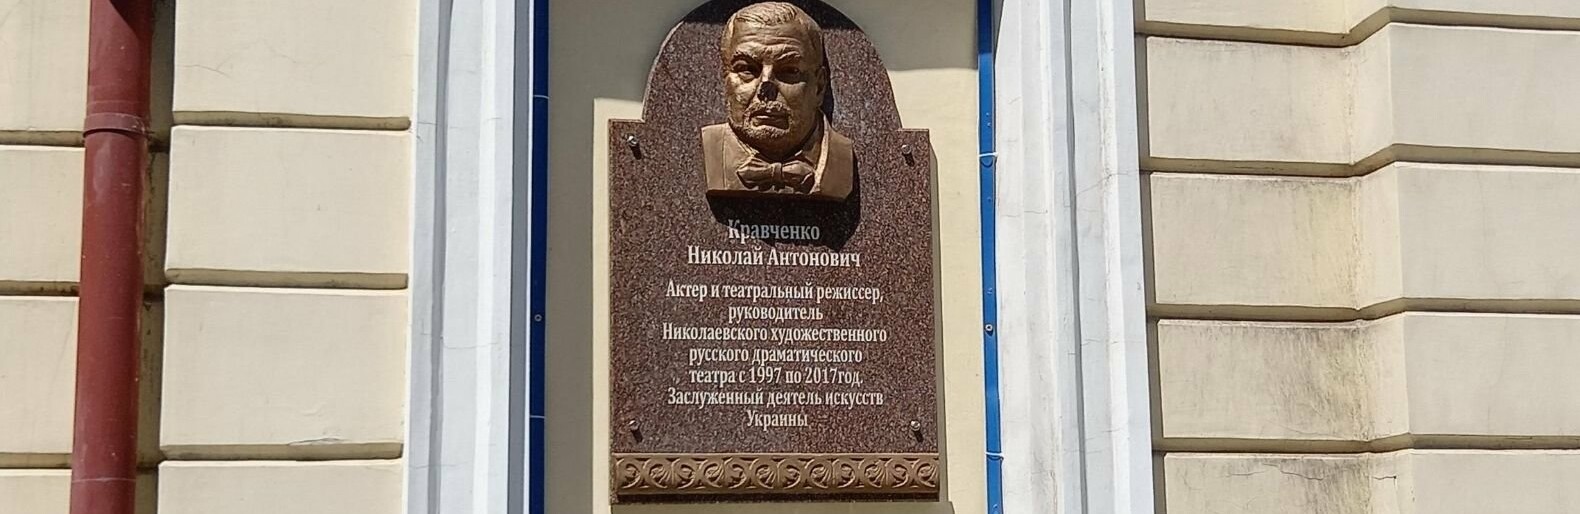 Кравченко
Николай Антонович
Актер и театральный режиссер,
руководитель
Николаевского художественного
русского драматического
театра с 1997 по 2017год.
Заслуженный деятель искусств
Украины